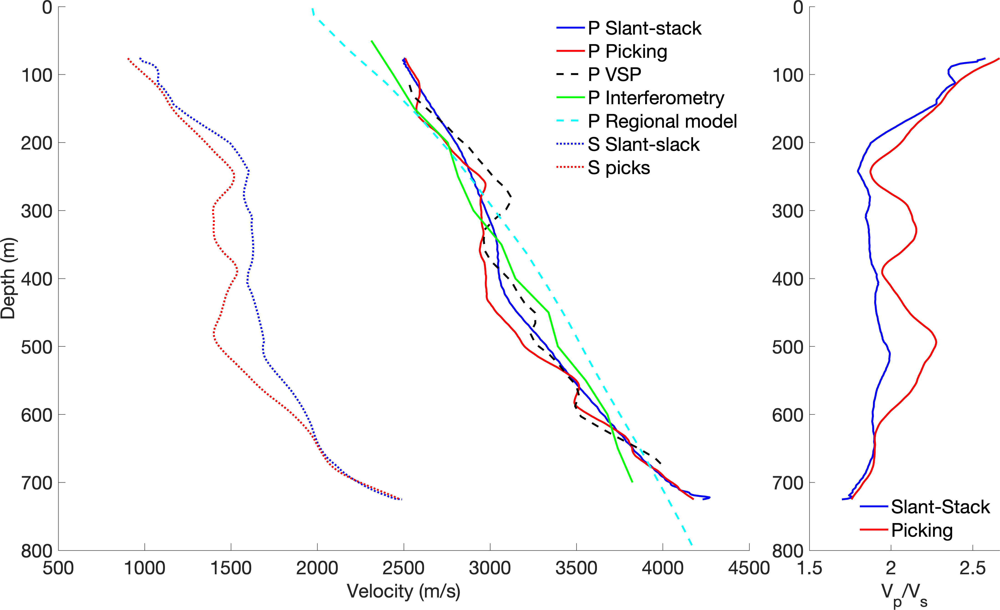 0
100
200
300
400
500
600
700
800
Depth (m)
500 1000 1500 2000 2500 3000 3500 4000 4500
Velocity (m/s)
P Slant-stack
P Picking
P VSP
P Interferometry
P Regional model
S Slant-slack
S picks
0
100
200
300
400
500
600
700
800
1.5 2 2.5
Vp/Vs
Slant-Stack
Picking